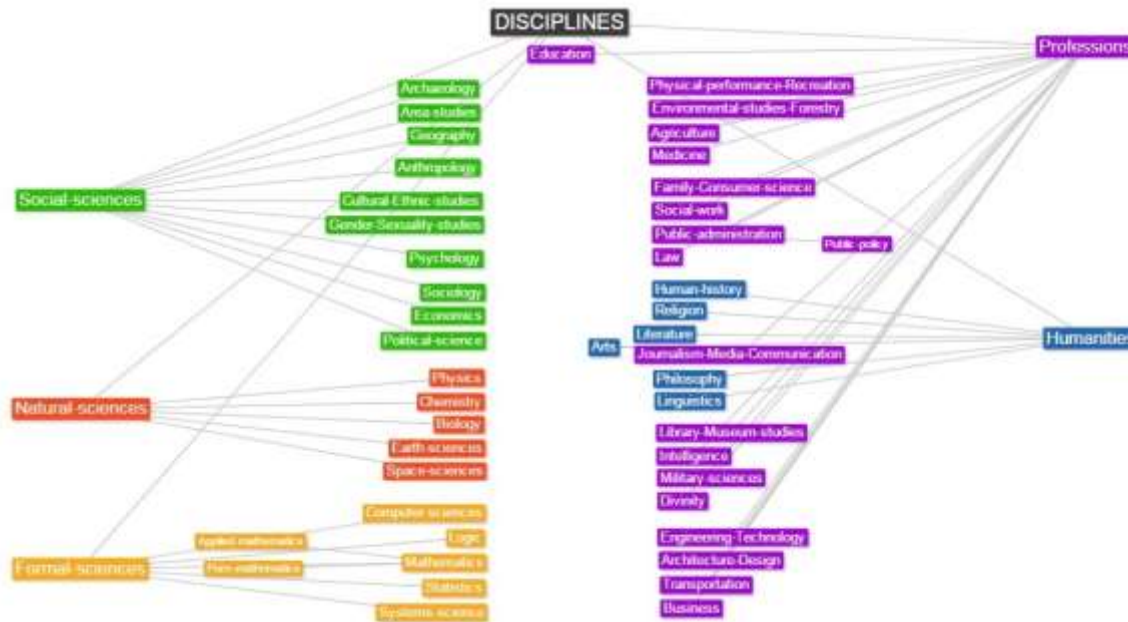 DISCIPLINES
Education
Professions
Archaeology
Area-studies
Geography
Anthropology
Social-sciences
Cultural-Ethnic-studies
Gender-Sexuality-studies
Psychology
Sociology
Economics
Political-science
Physical-performance-Recreation
Environmental-studies-Forestry
Agriculture
Medicine
Family-Consumer-science
Social-work
Public-administration
Public-policy
Law
Human-history
Religion
Literature
Arts
Journalism-Media-Communication
Humanities
Philosophy
Linguistics
Physics
Natural-sciences
Chemistry
Biology
Earth-sciences
Space-sciences
Library-Museum-studies
Intelligence
Military-sciences
Divinity
Computer-sciences
Applied-mathematics
Logic
Formal-sciences
Pure-mathematics
Mathematics
Statistics
Systems-science
Engineering-Technology
Architecture-Design
Transportation
Business